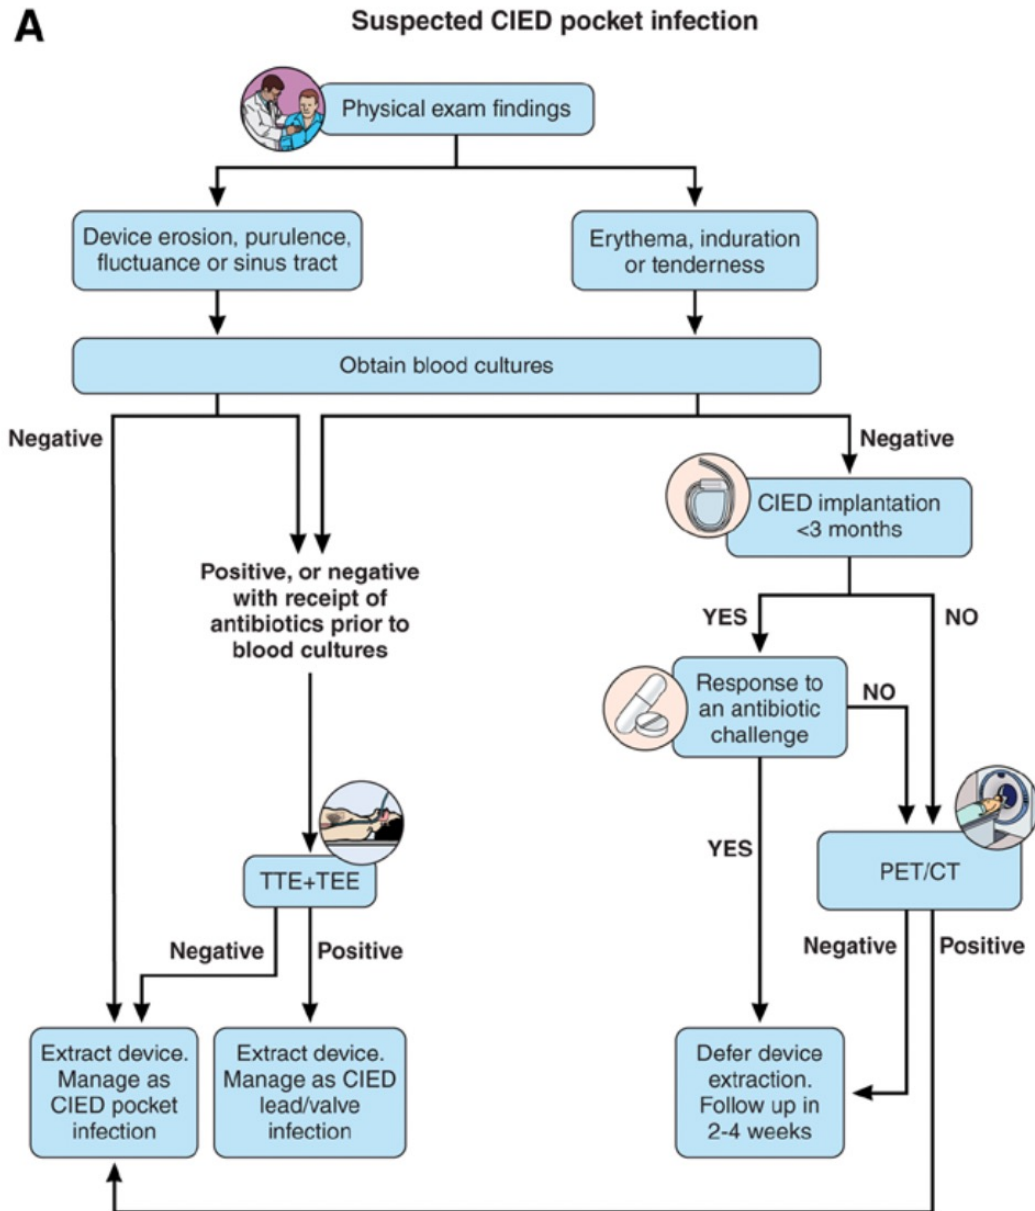 A
Suspected CIED pocket infection
Physical exam findings
Device erosion, purulence,
fluctuance or sinus tract
Erythema, induration
or tenderness
Obtain blood cultures
Negative
Negative
CIED implantation
<3 months
Positive, or negative
with receipt of
antibiotics prior to
blood cultures
YES
NO
Response to
an antibiotic
challenge
NO
YES
TTE+TEE
PET/CT
Negative
Positive
Negative
Positive
Extract device.
Manage as
CIED pocket
infection
Extract device.
Manage as CIED
lead/valve
infection
Defer device
extraction.
Follow up in
2-4 weeks